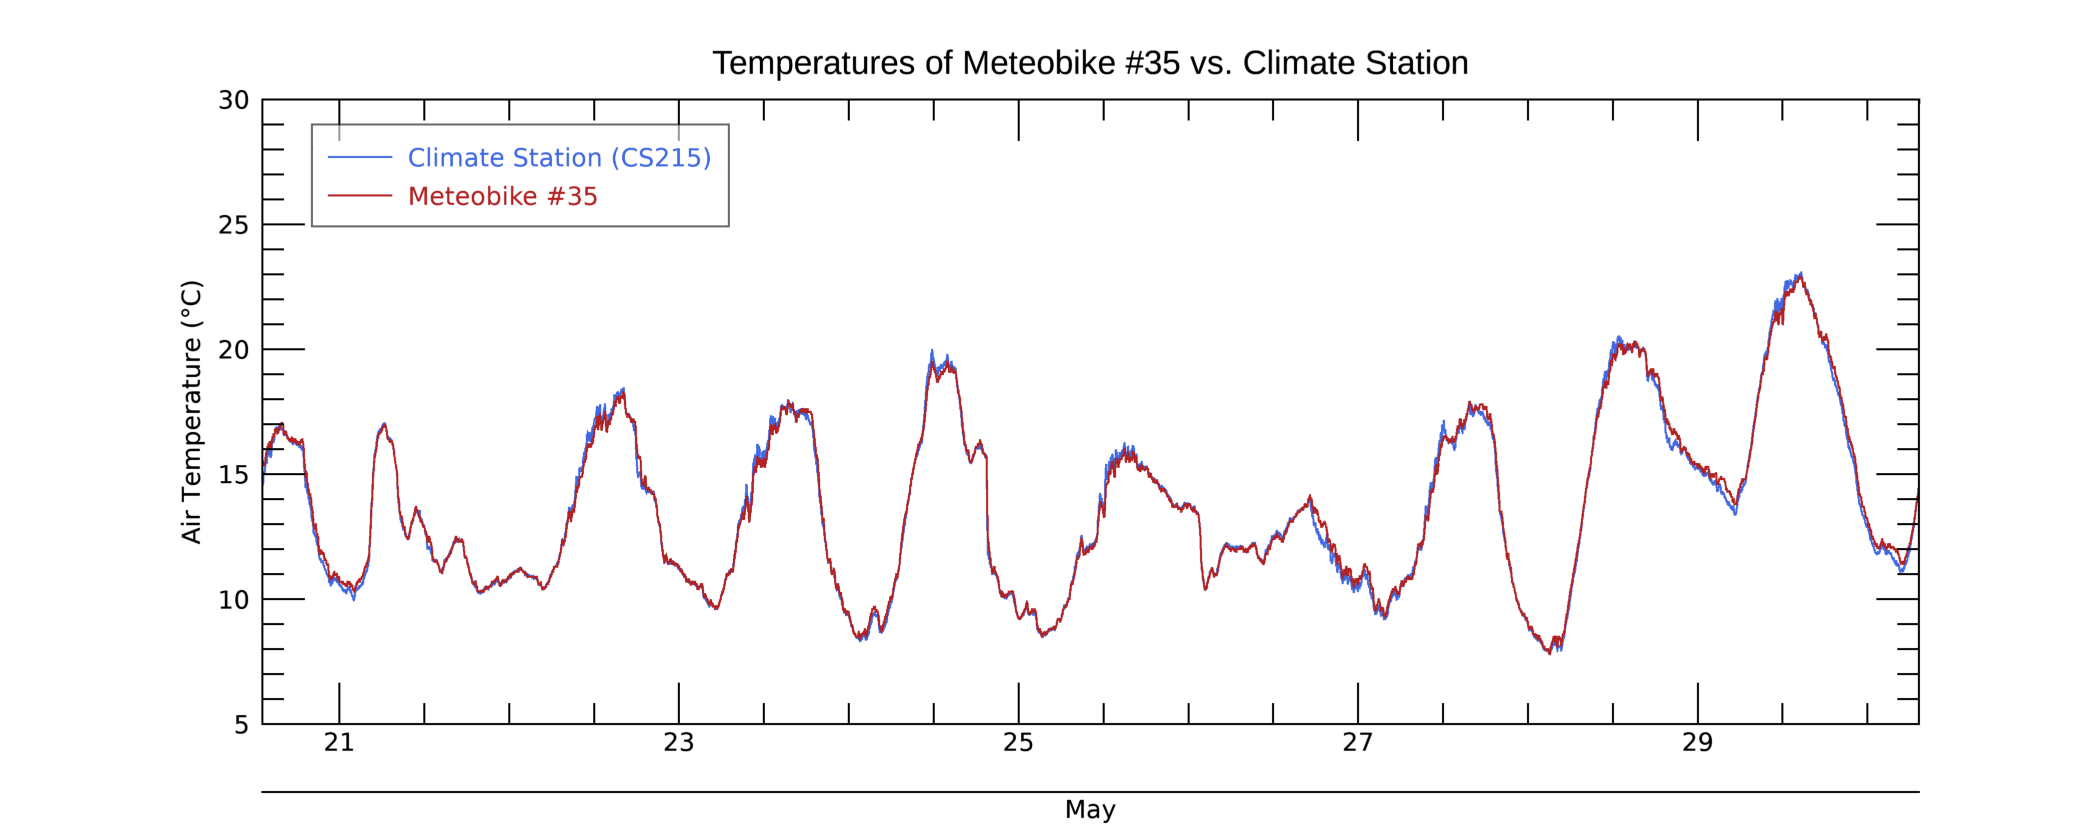 Temperatures of Meteobike #35 vs. Climate Station
30
25
20
15
10
5
Air Temperature (°C)
Climate Station (CS215)
Meteobike #35
21 23 25 27 29
May